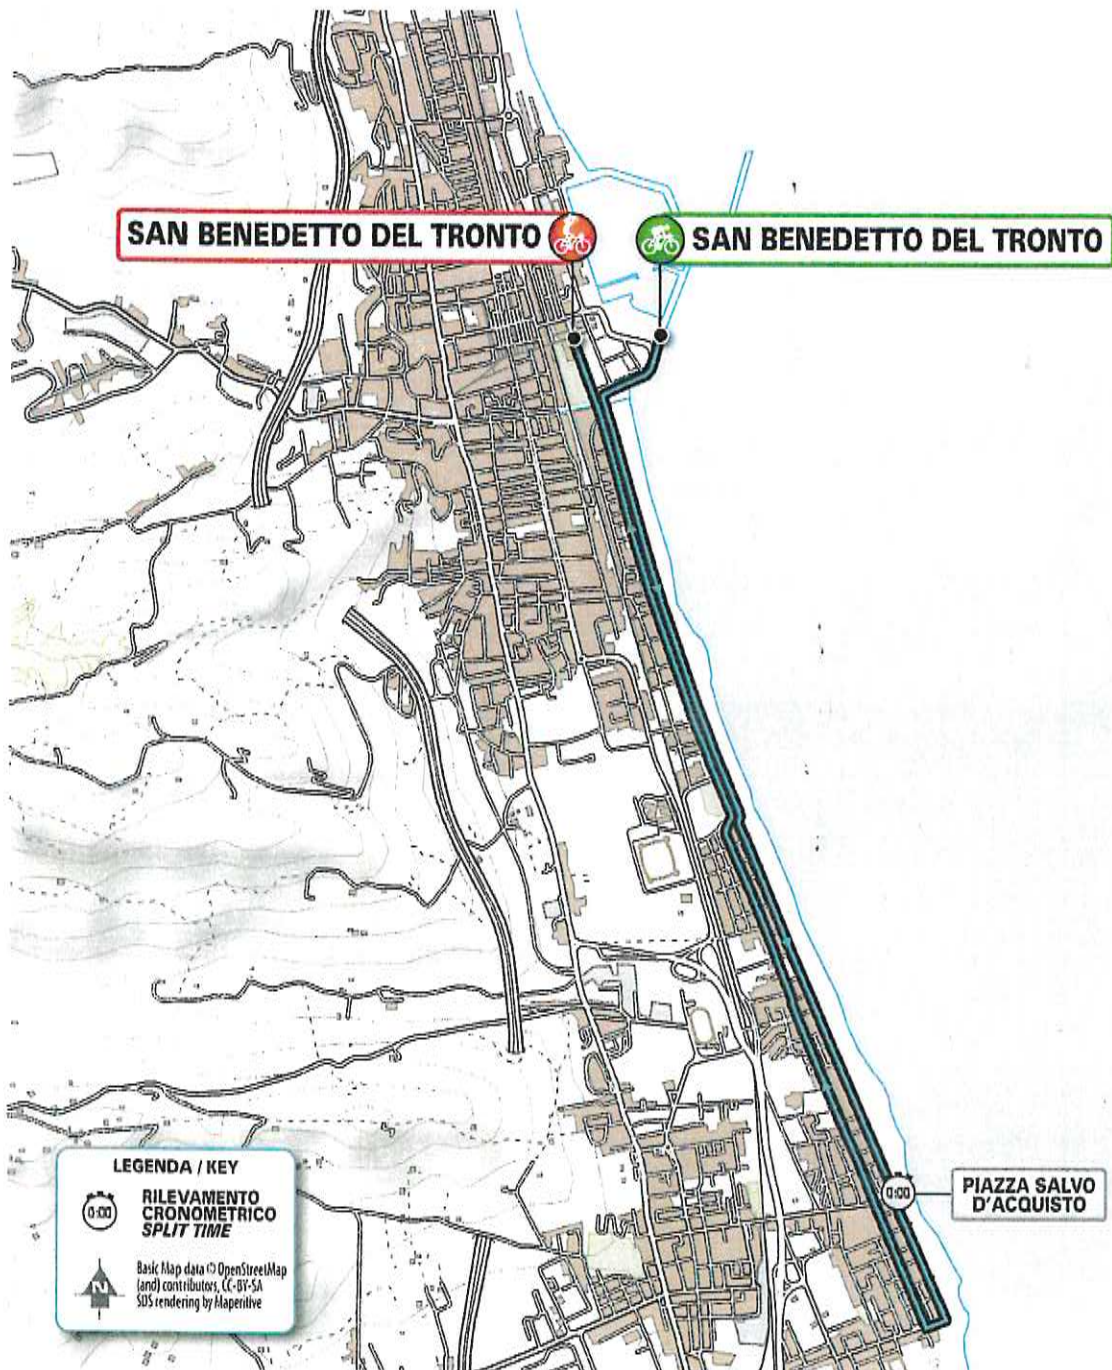 SAN BENEDETTO DEL TRONTO
SAN BENEDETTO DEL TRONTO
LEGENDA / KEY
0:00
RILEVAMENTO
CRONOMETRICO
SPLIT TIME
N
Basic Map data © OpenStreetMap
(and) contributors, CC-BY-SA
SDS rendering by Maperitive
0:00
PIAZZA SALVO
D'ACQUISTO